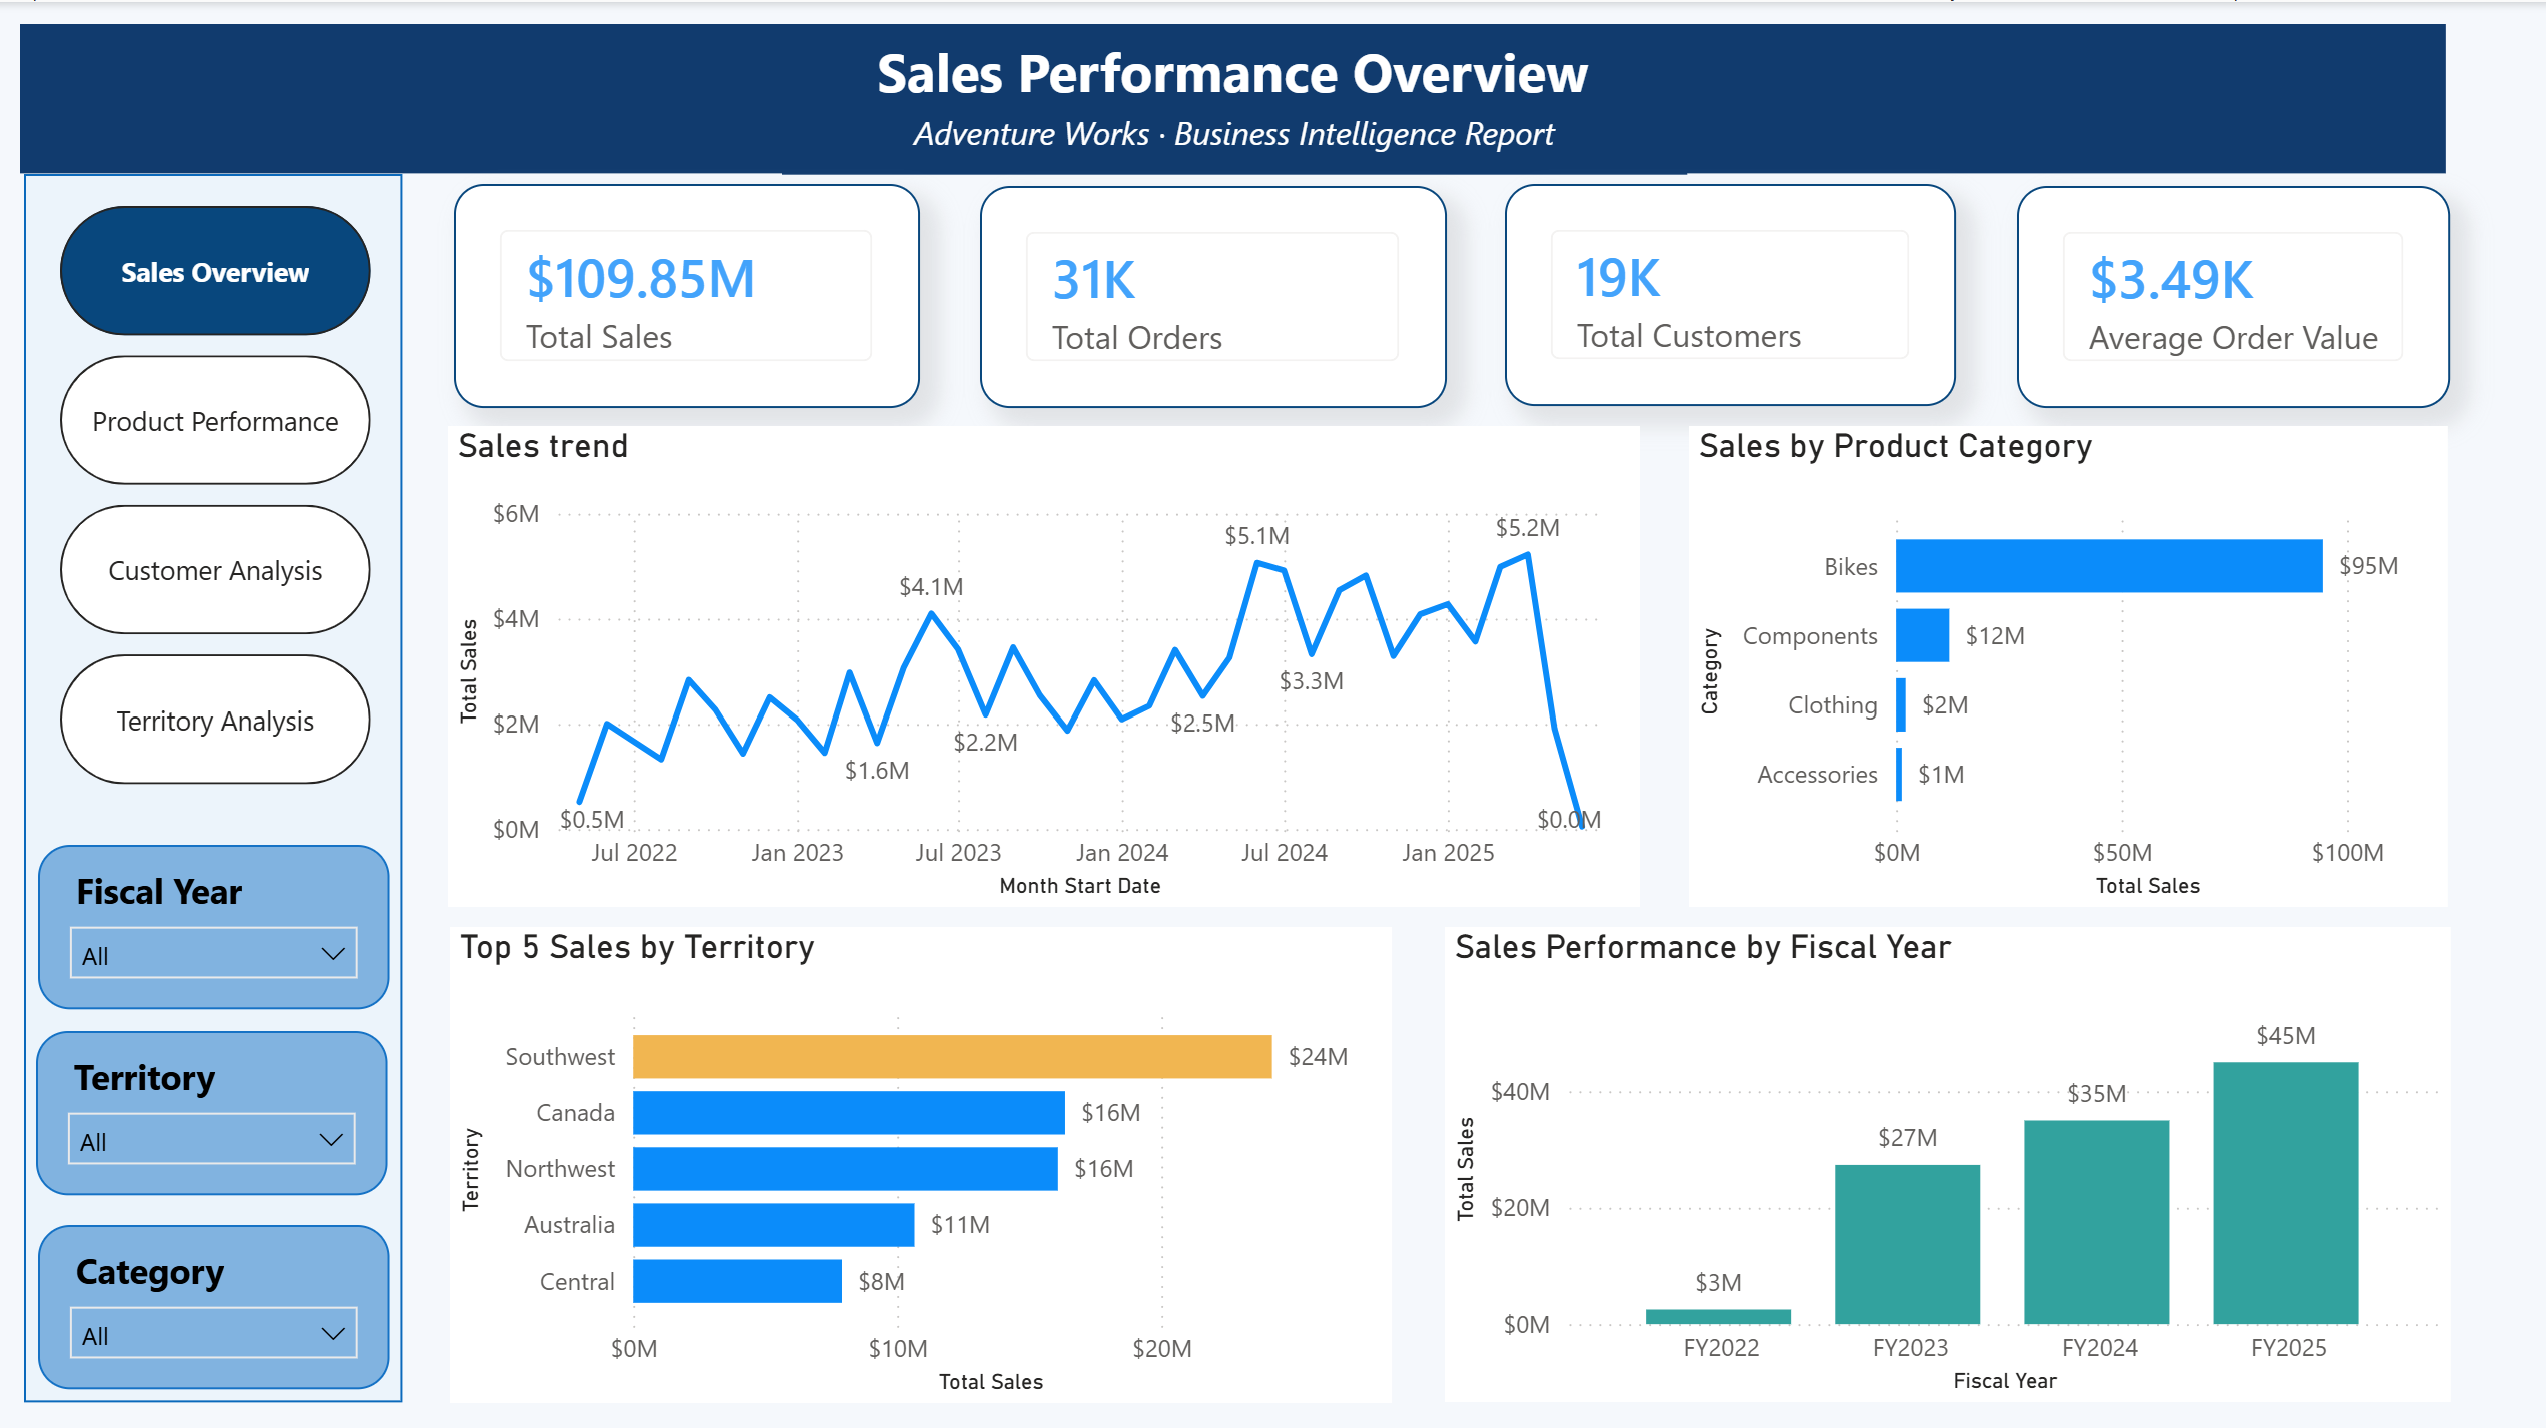 Sales Performance Overview
Adventure Works · Business Intelligence Report
Sales Overview
Product Performance
Customer Analysis
Territory Analysis
Fiscal Year
All
Territory
All
Category
All
$109.85M
Total Sales
31K
Total Orders
19K
Total Customers
$3.49K
Average Order Value
Sales trend
Total Sales
$6M
$4M
$2M
$0M
$0.5M
$1.6M
$4.1M
$2.2M
$2.5M
$5.1M
$3.3M
$5.2M
$0.0M
Jul 2022
Jan 2023
Jul 2023
Jan 2024
Jul 2024
Jan 2025
Month Start Date
Sales by Product Category
Category
Bikes
$95M
Components
$12M
Clothing
$2M
Accessories
$1M
$0M
$50M
$100M
Total Sales
Top 5 Sales by Territory
Territory
Southwest
$24M
Canada
$16M
Northwest
$16M
Australia
$11M
Central
$8M
$0M
$10M
$20M
Total Sales
Sales Performance by Fiscal Year
Total Sales
$40M
$20M
$0M
$3M
$27M
$35M
$45M
FY2022
FY2023
FY2024
FY2025
Fiscal Year